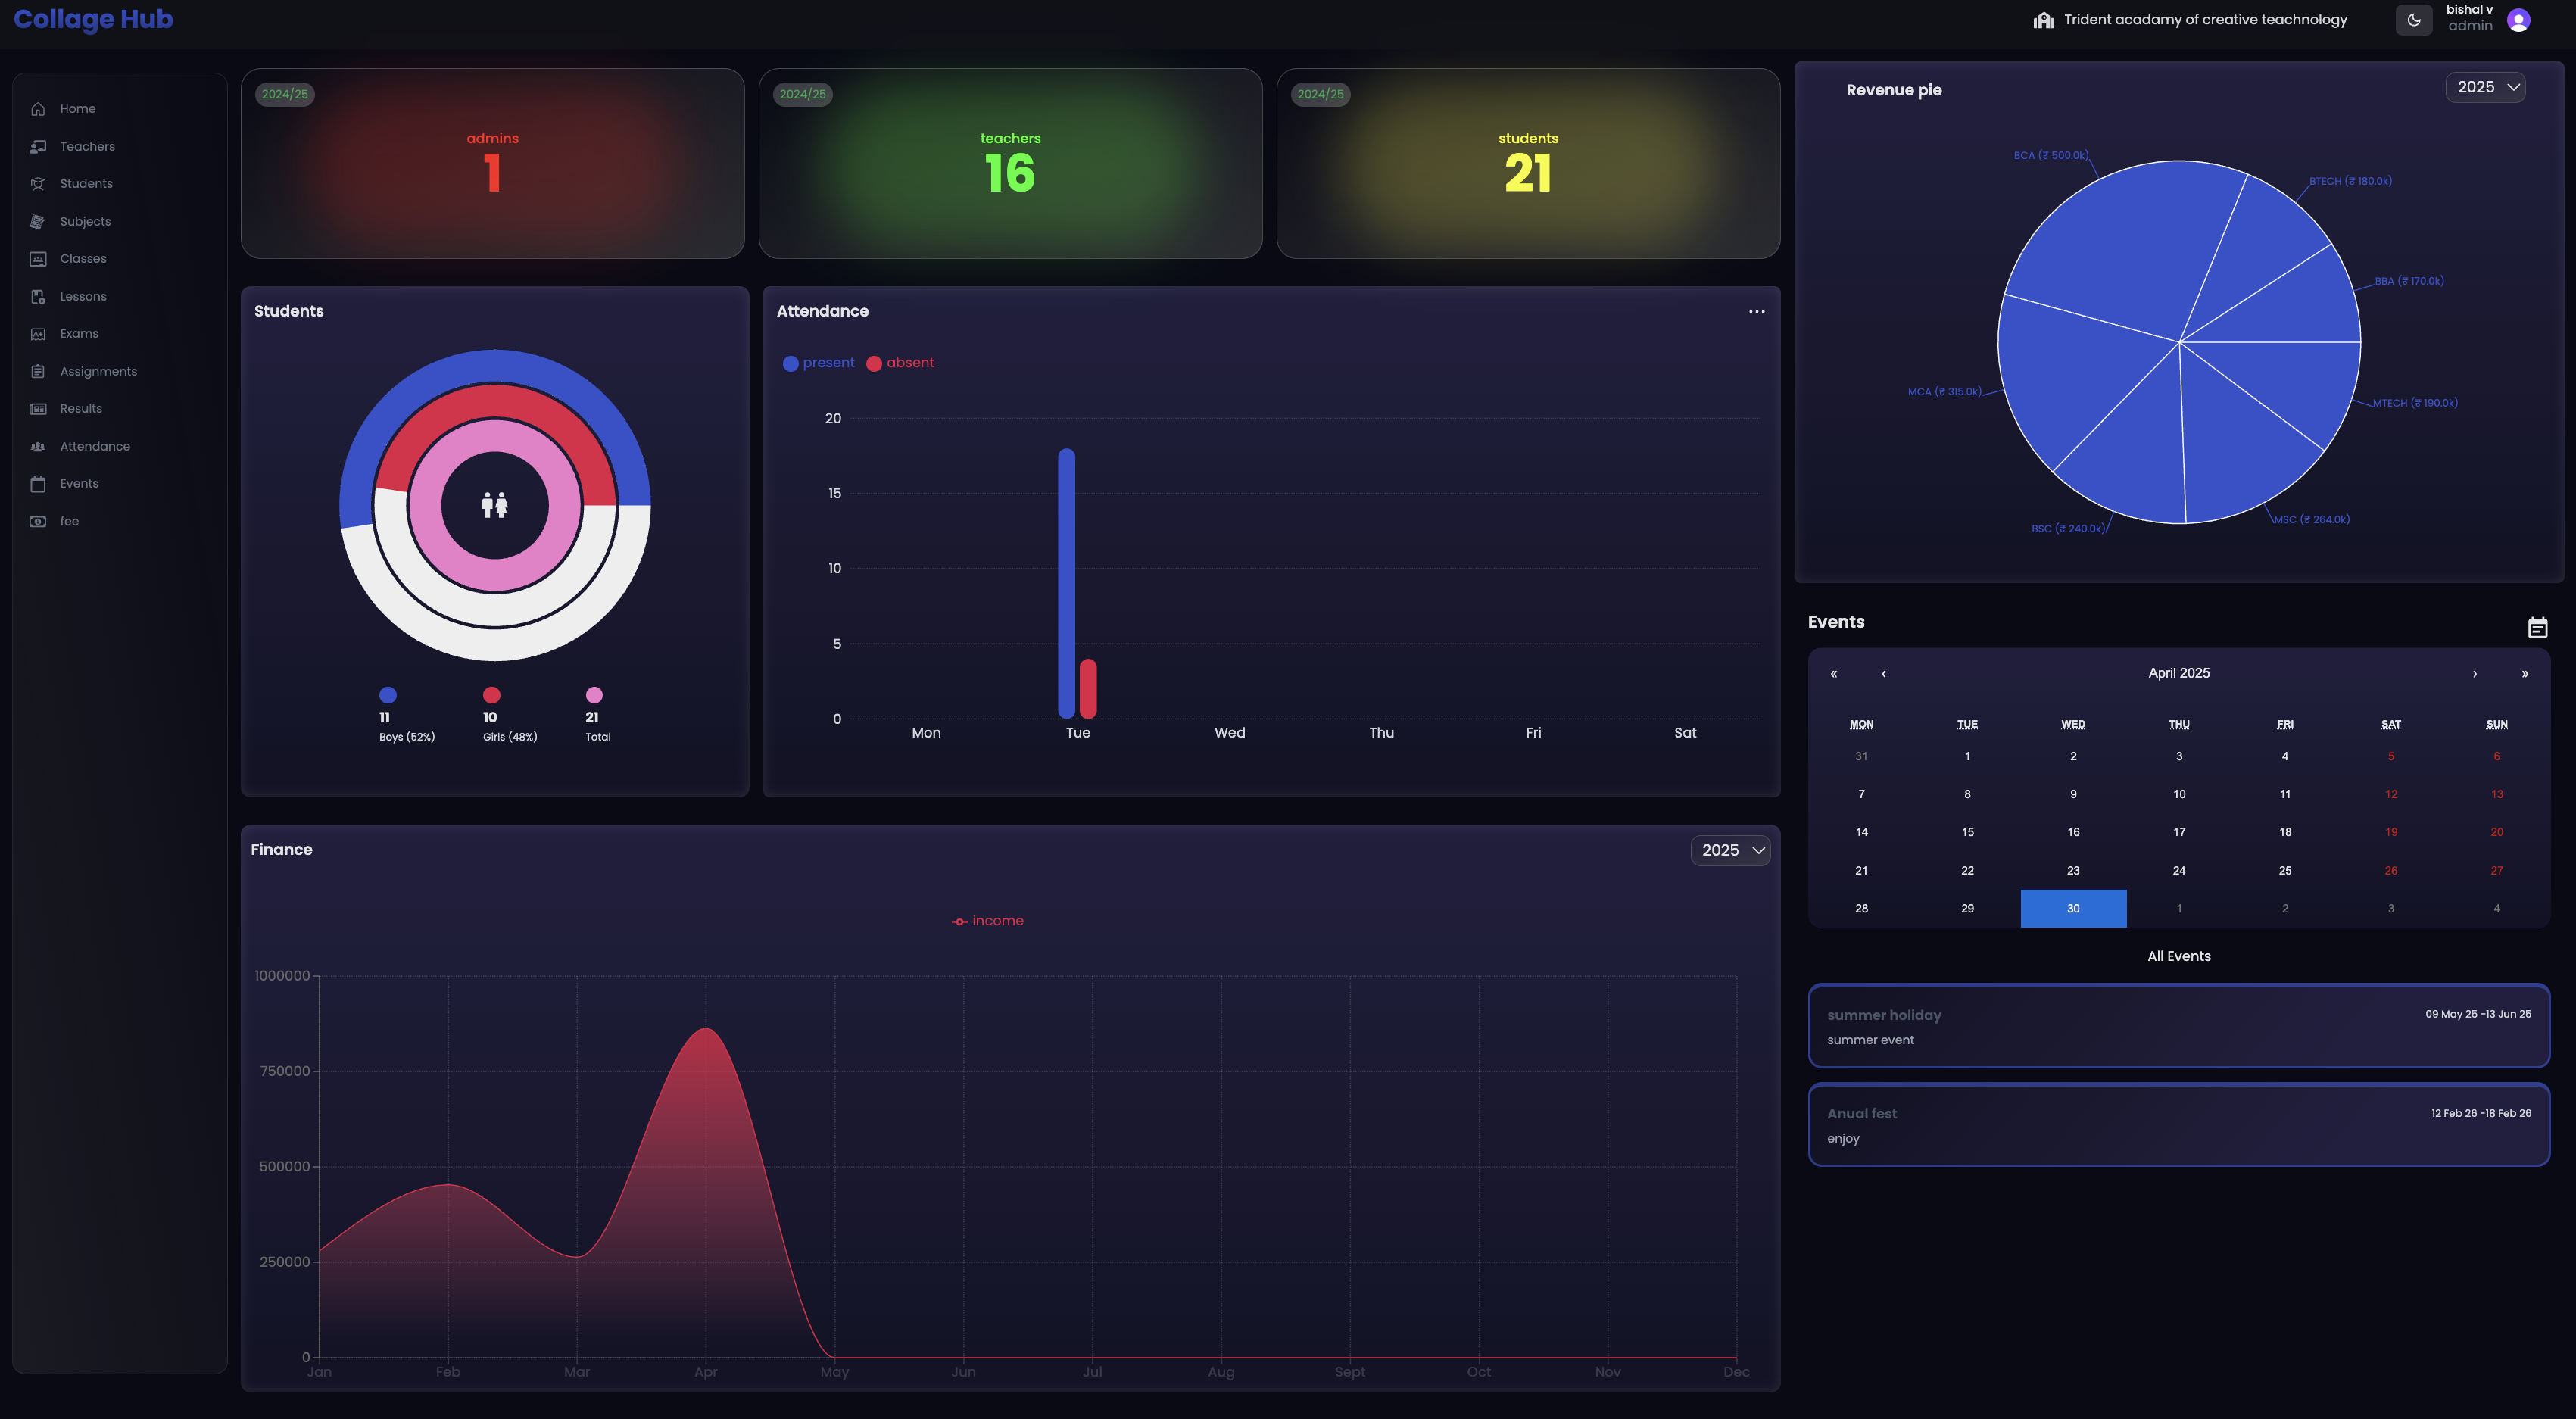 Collage Hub
Trident acadamy of creative teachnology
bishal v
admin
Home
Teachers
Students
Subjects
Classes
Lessons
Exams
Assignments
Results
Attendance
Events
fee
2024/25
admins
1
2024/25
teachers
16
2024/25
students
21
Students
11
Boys (52%)
10
Girls (48%)
21
Total
Attendance
present absent
20
15
10
5
0
Mon Tue Wed Thu Fri Sat
Finance
2025
income
1000000
750000
500000
250000
0
Jan Feb Mar Apr May Jun Jul Aug Sept Oct Nov Dec
Revenue pie
2025
BCA (₹ 500.0k)
BTECH (₹ 180.0k)
BBA (₹ 170.0k)
MCA (₹ 315.0k)
MTECH (₹ 190.0k)
MSC (₹ 264.0k)
BSC (₹ 240.0k)
Events
« ‹ April 2025 › »
MON TUE WED THU FRI SAT SUN
31 1 2 3 4 5 6
7 8 9 10 11 12 13
14 15 16 17 18 19 20
21 22 23 24 25 26 27
28 29 30 1 2 3 4
All Events
summer holiday
09 May 25 -13 Jun 25
summer event
Anual fest
12 Feb 26 -18 Feb 26
enjoy